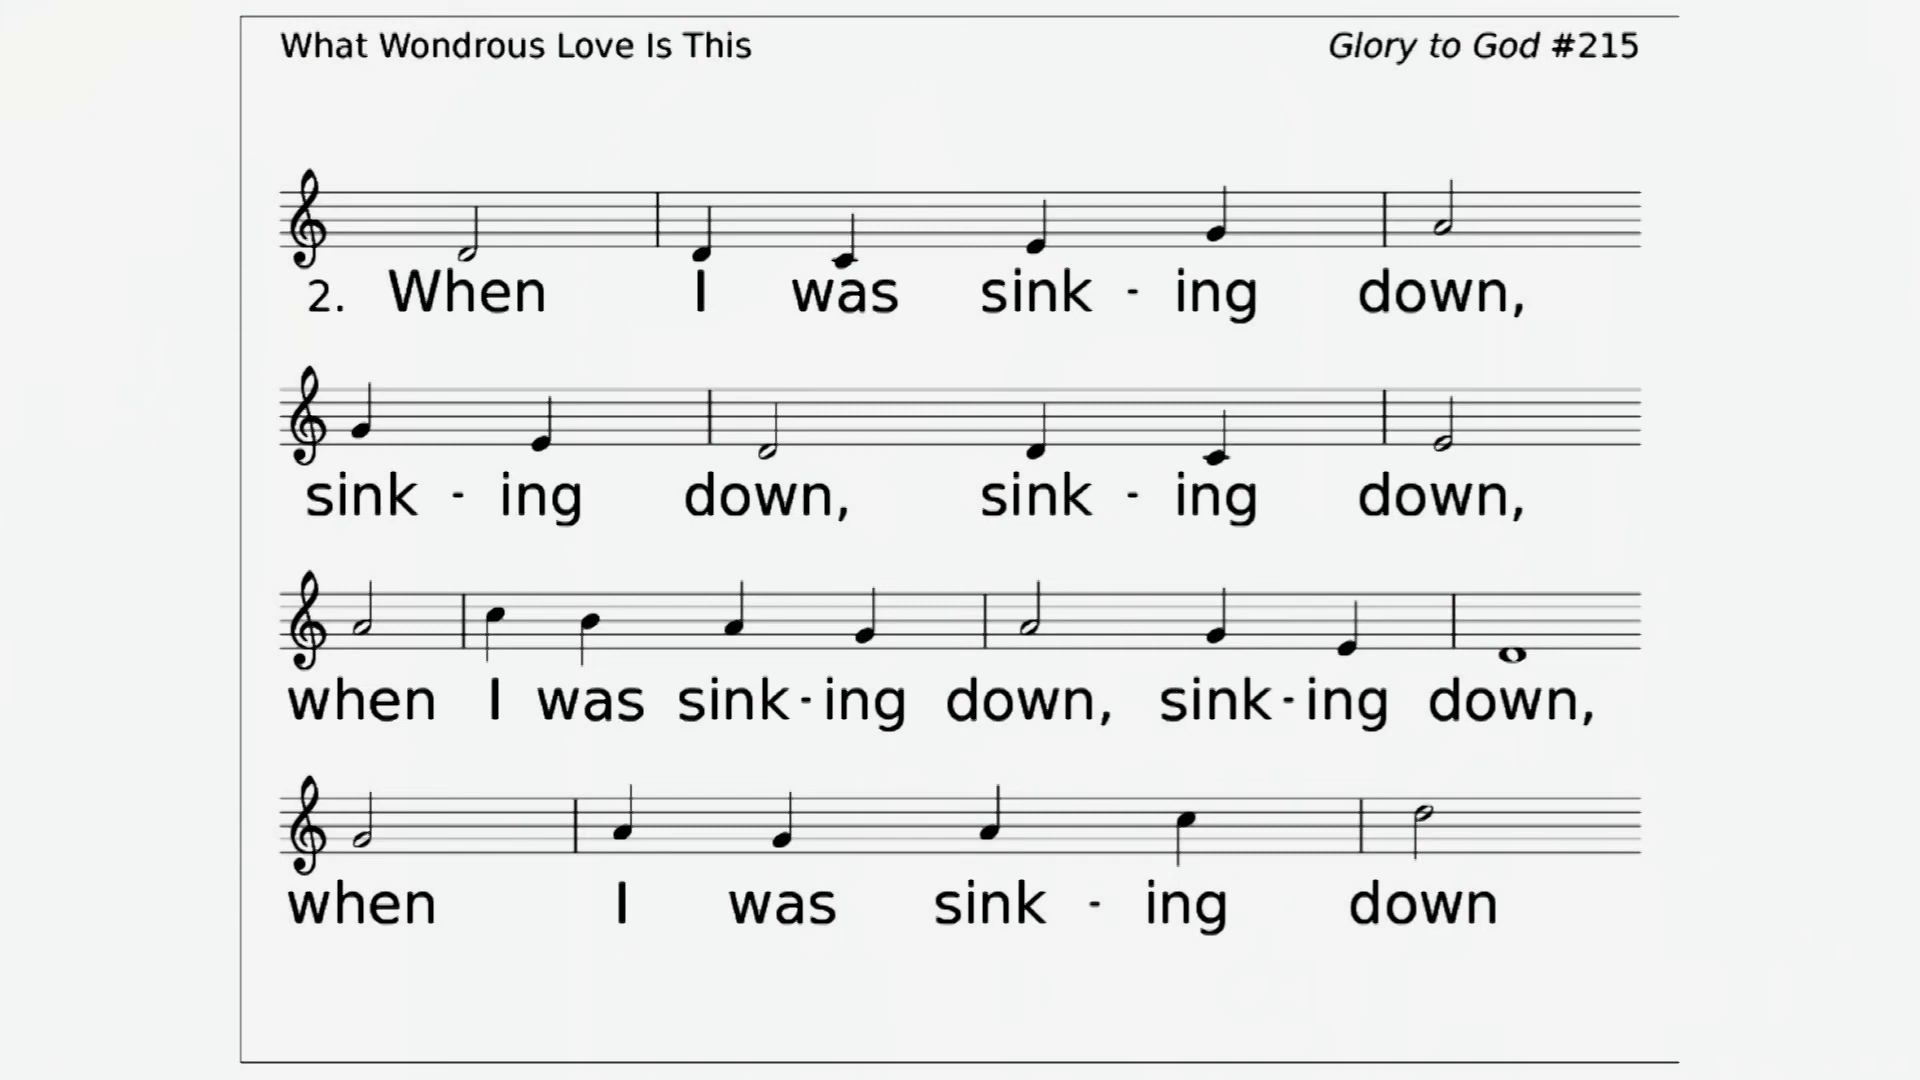 What Wondrous Love Is This Glory to God #215
2. When I was sink - ing down,
sink - ing down, sink - ing down,
when I was sink - ing down, sink - ing down,
when I was sink - ing down